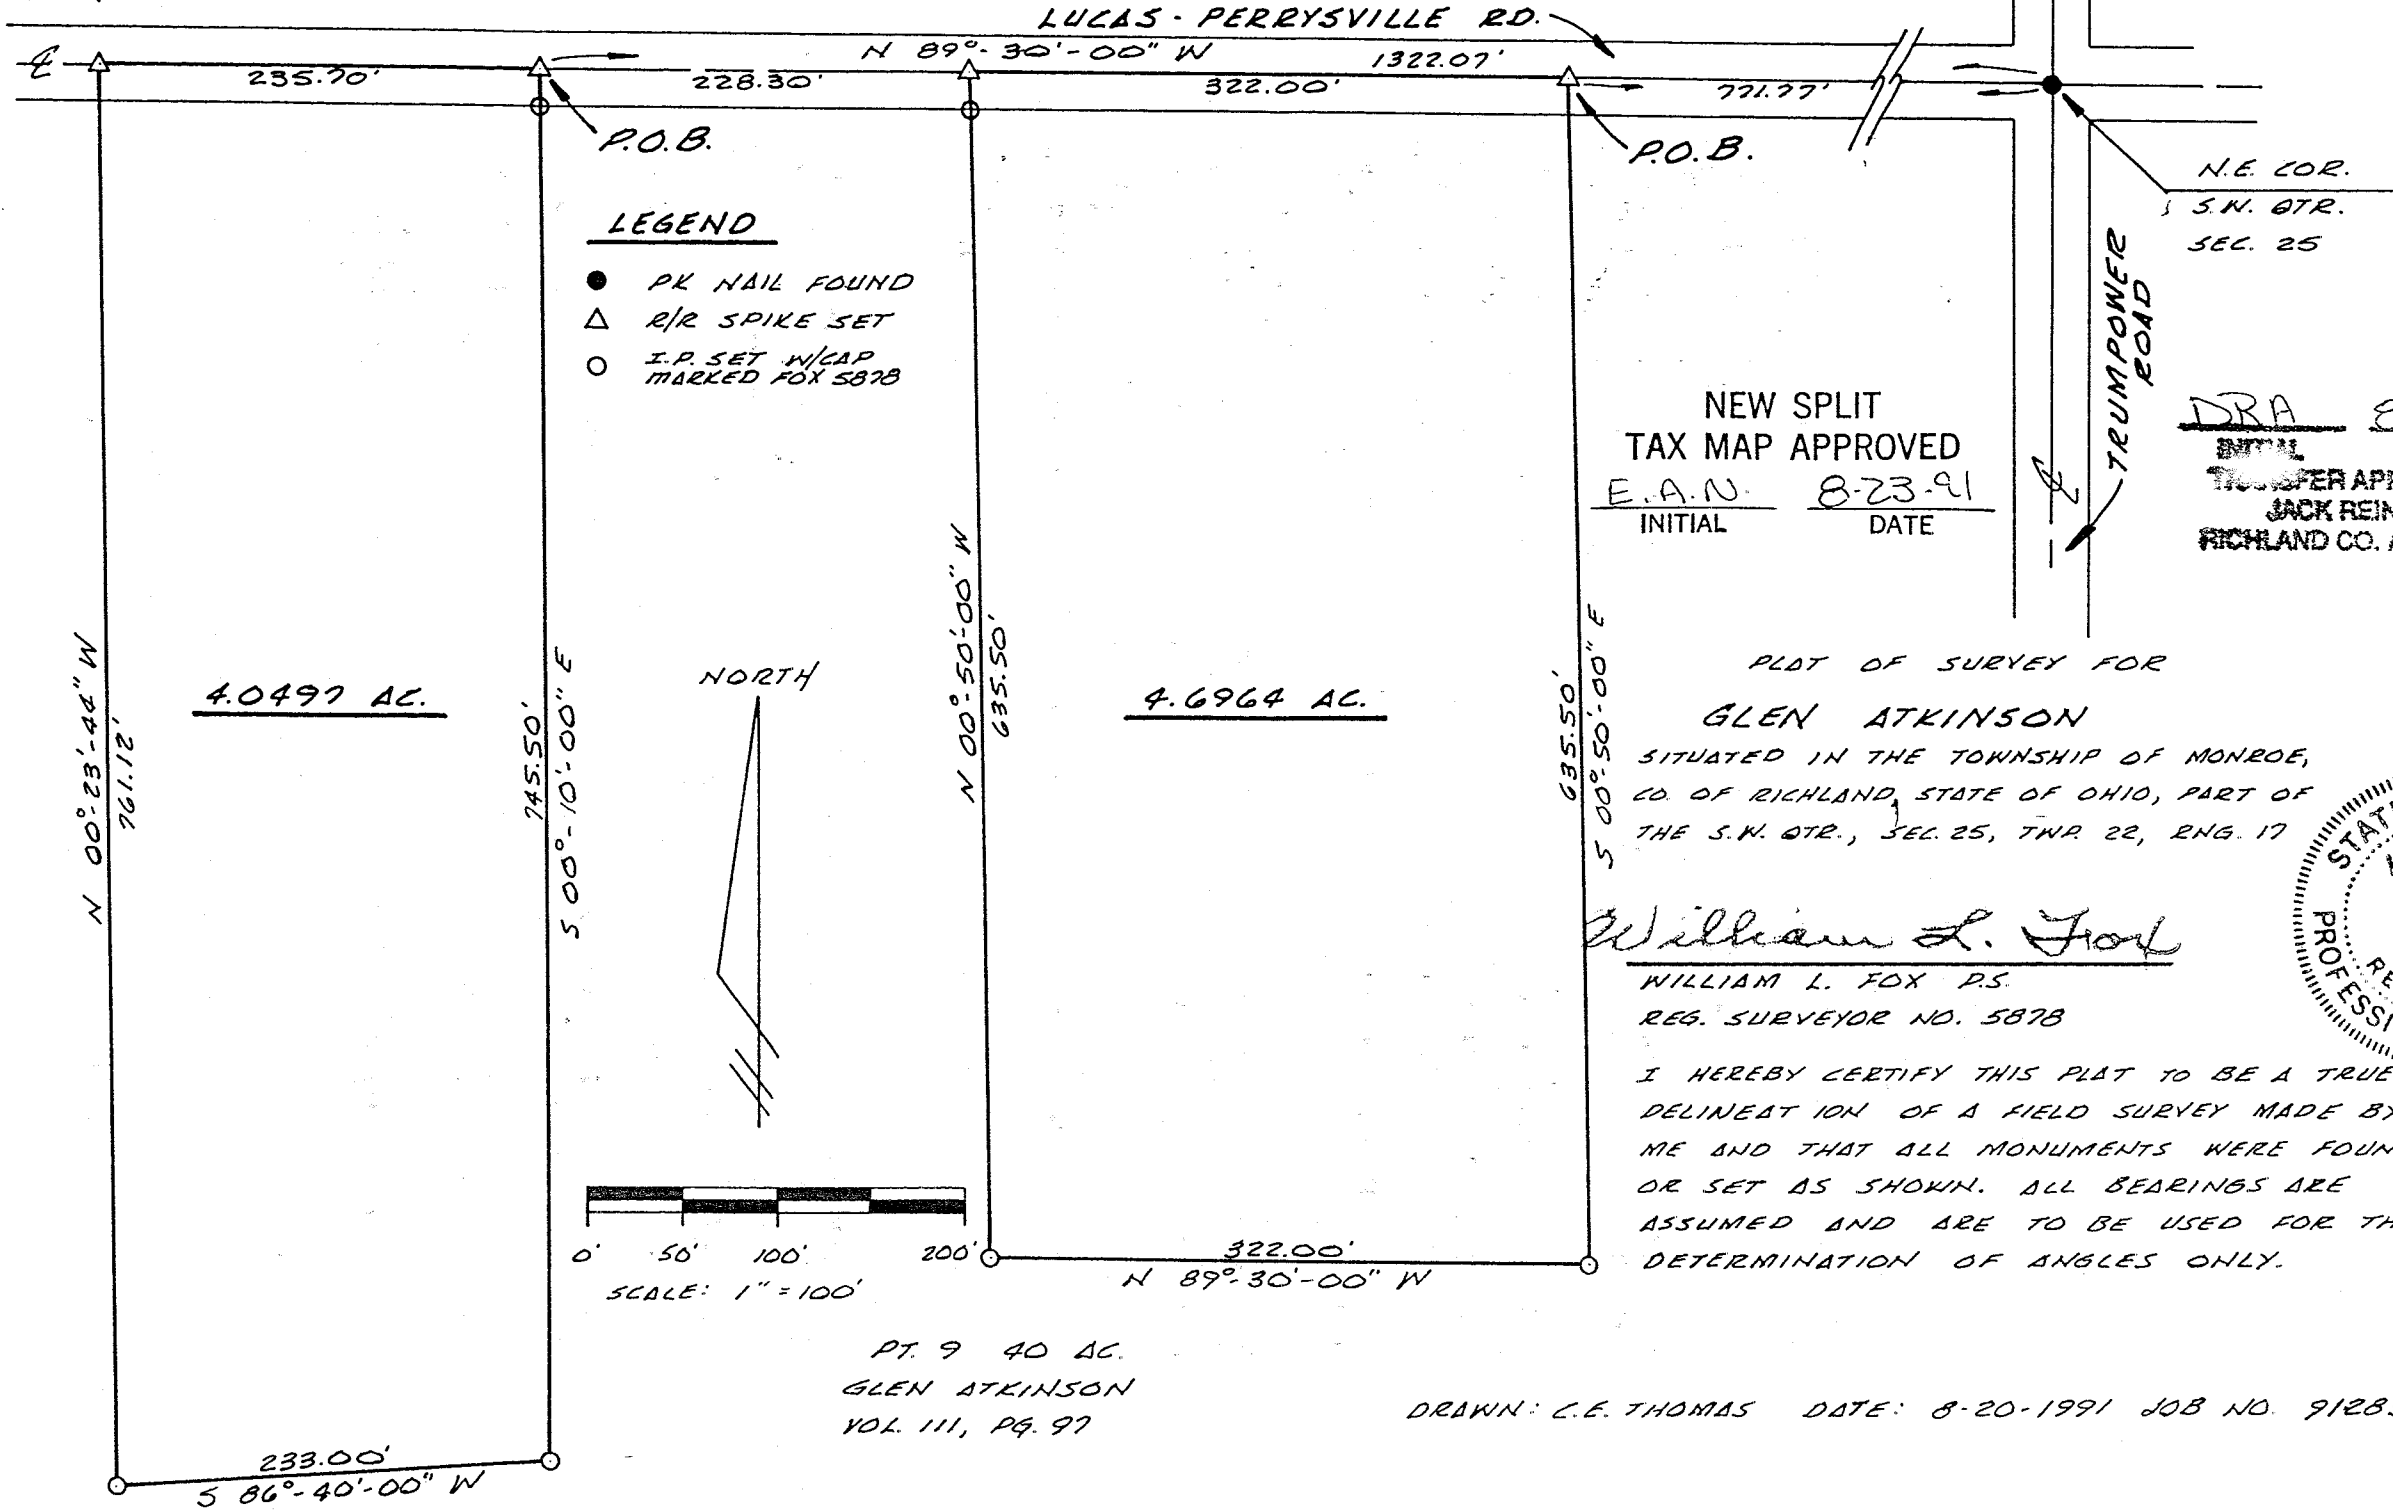 LUCAS - PERRYSVILLE RD.
N 89°-30'-00" W 1322.07'
235.70' 228.30' 322.00' 771.77'
P.O.B. P.O.B.
N.E. COR.
S.W. QTR.
SEC. 25
TRUMPOWER
ROAD
LEGEND
PK NAIL FOUND
R/R SPIKE SET
I.P. SET W/CAP
MARKED FOX 5878
NEW SPLIT
TAX MAP APPROVED
E.A.N. 8-23-91
INITIAL DATE
DRA
INITIAL
JACK
RICHLAND CO.
N 00°-23'-44" W
761.12'
4.0497 AC.
745.50'
S 00°-10'-00" E
NORTH
N 00°-50'-00" W
635.50'
4.6964 AC.
635.50'
S 00°-50'-00" E
PLAT OF SURVEY FOR
GLEN ATKINSON
SITUATED IN THE TOWNSHIP OF MONROE,
CO. OF RICHLAND, STATE OF OHIO, PART OF
THE S.W. QTR., SEC. 25, TWP. 22, RNG. 17
William L. Fox
WILLIAM L. FOX P.S.
REG. SURVEYOR NO. 5878
I HEREBY CERTIFY THIS PLAT TO BE A TRUE
DELINEATION OF A FIELD SURVEY MADE BY
ME AND THAT ALL MONUMENTS WERE FOUN
OR SET AS SHOWN. ALL BEARINGS ARE
ASSUMED AND ARE TO BE USED FOR TH
DETERMINATION OF ANGLES ONLY.
0' 50' 100' 200'
SCALE: 1" = 100'
322.00'
N 89°-30'-00" W
PT. 9 40 AC.
GLEN ATKINSON
VOL. 111, PG. 97
DRAWN: C.E. THOMAS DATE: 8-20-1991 JOB NO. 9128
233.00'
S 86°-40'-00" W